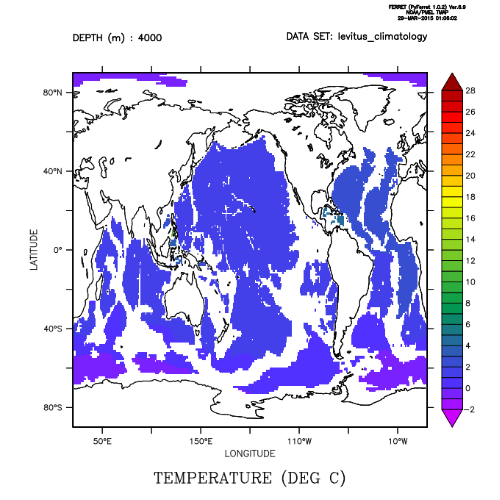 FERRET (PyFerret 1.0.2) Ver.6.9
NOAA/PMEL TMAP
29-MAR-2015 01:06:02
DEPTH (m) : 4000
DATA SET: levitus_climatology
80°N
40°N
0°
40°S
80°S
LATITUDE
50°E
150°E
110°W
10°W
LONGITUDE
28
26
24
22
20
18
16
14
12
10
8
6
4
2
0
-2
TEMPERATURE (DEG C)